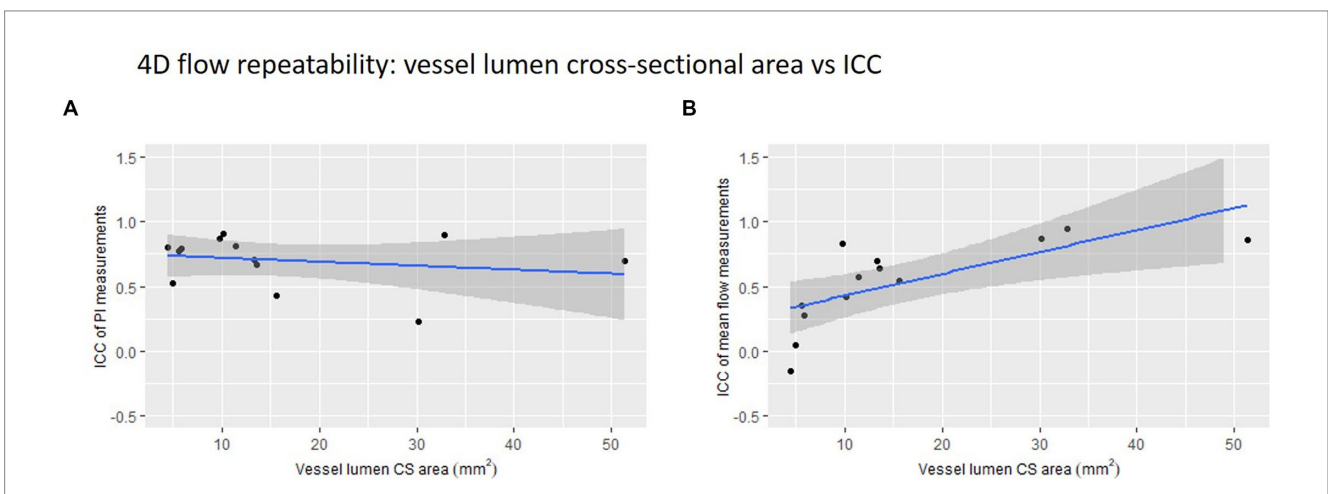 4D flow repeatability: vessel lumen cross-sectional area vs ICC
A
ICC of PI measurements
1.5
1.0
0.5
0.0
-0.5
10 20 30 40 50
Vessel lumen CS area (mm²)
B
ICC of mean flow measurements
1.5
1.0
0.5
0.0
-0.5
10 20 30 40 50
Vessel lumen CS area (mm²)